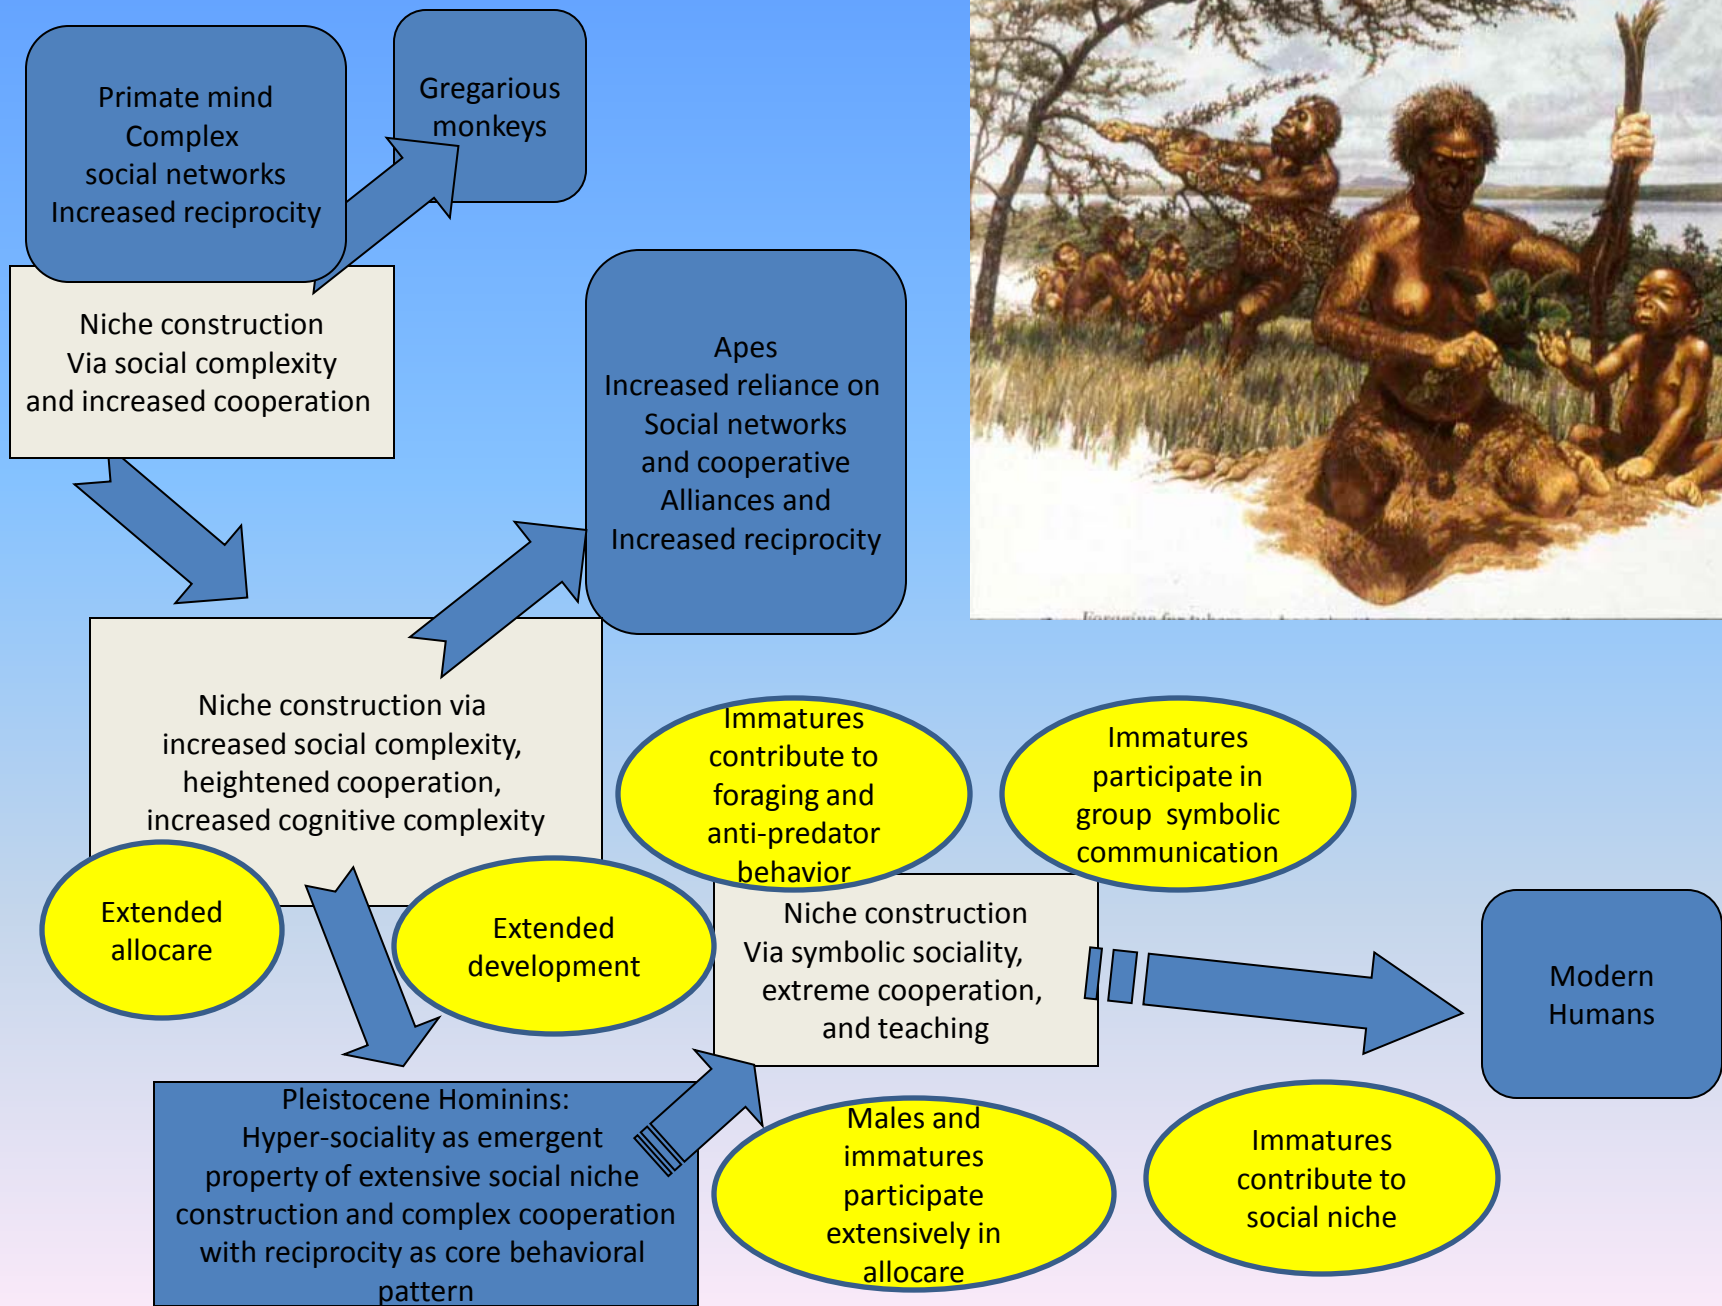 Primate mind
Complex
social networks
Increased reciprocity
Gregarious
monkeys
Niche construction
Via social complexity
and increased cooperation
Apes
Increased reliance on
Social networks
and cooperative
Alliances and
Increased reciprocity
Foraging for tubers
Niche construction via
increased social complexity,
heightened cooperation,
increased cognitive complexity
Immatures
contribute to
foraging and
anti-predator
behavior
Immatures
participate in
group symbolic
communication
Extended
allocare
Extended
development
Niche construction
Via symbolic sociality,
extreme cooperation,
and teaching
Modern
Humans
Pleistocene Hominins:
Hyper-sociality as emergent
property of extensive social niche
construction and complex cooperation
with reciprocity as core behavioral
pattern
Males and
immatures
participate
extensively in
allocare
Immatures
contribute to
social niche